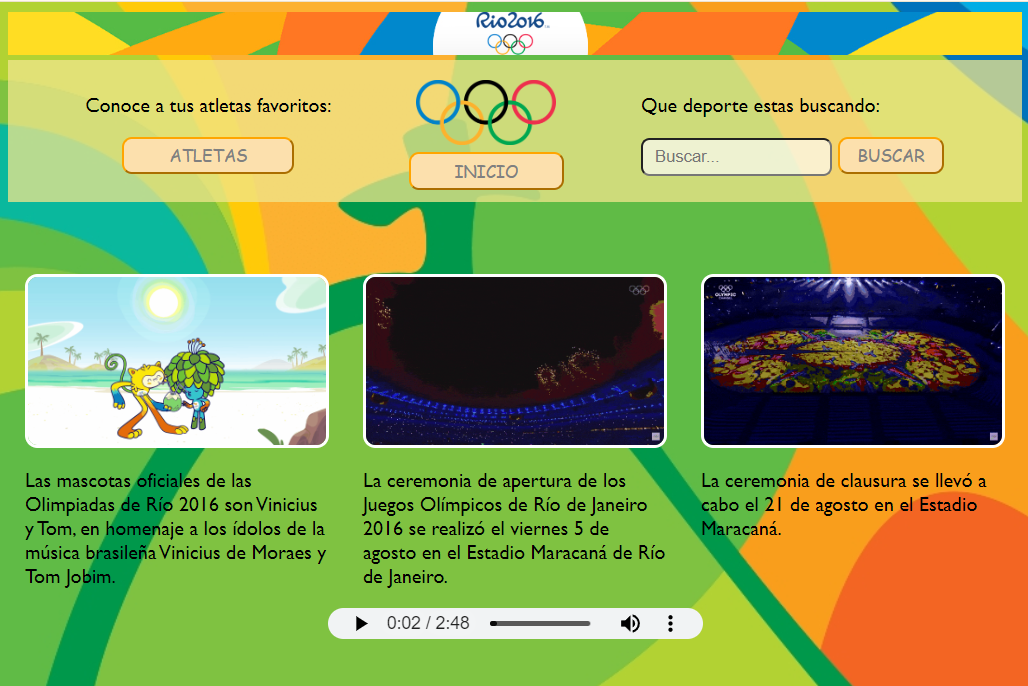 Rio2016
Conoce a tus atletas favoritos:
ATLETAS
INICIO
Que deporte estas buscando:
Buscar...
BUSCAR
OLYMPIC
Las mascotas oficiales de las
Olimpiadas de Río 2016 son Vinicius
y Tom, en homenaje a los ídolos de la
música brasileña Vinicius de Moraes y
Tom Jobim.
La ceremonia de apertura de los
Juegos Olímpicos de Río de Janeiro
2016 se realizó el viernes 5 de
agosto en el Estadio Maracaná de Río
de Janeiro.
La ceremonia de clausura se llevó a
cabo el 21 de agosto en el Estadio
Maracaná.
0:02 / 2:48